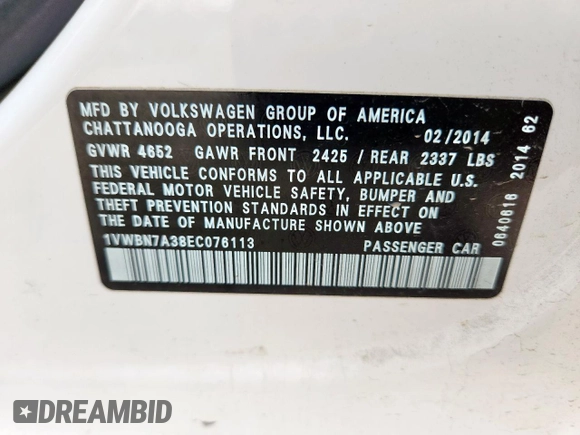 MFD BY VOLKSWAGEN GROUP OF AMERICA
CHATTANOOGA OPERATIONS, LLC. 02/2014
GVWR 4652 GAWR FRONT 2425 / REAR 2337 LBS
THIS VEHICLE CONFORMS TO ALL APPLICABLE U.S.
FEDERAL MOTOR VEHICLE SAFETY, BUMPER AND
THEFT PREVENTION STANDARDS IN EFFECT ON
THE DATE OF MANUFACTURE SHOWN ABOVE
1VWBN7A38EC076113 PASSENGER CAR
0640616 2014 62
DREAMBID